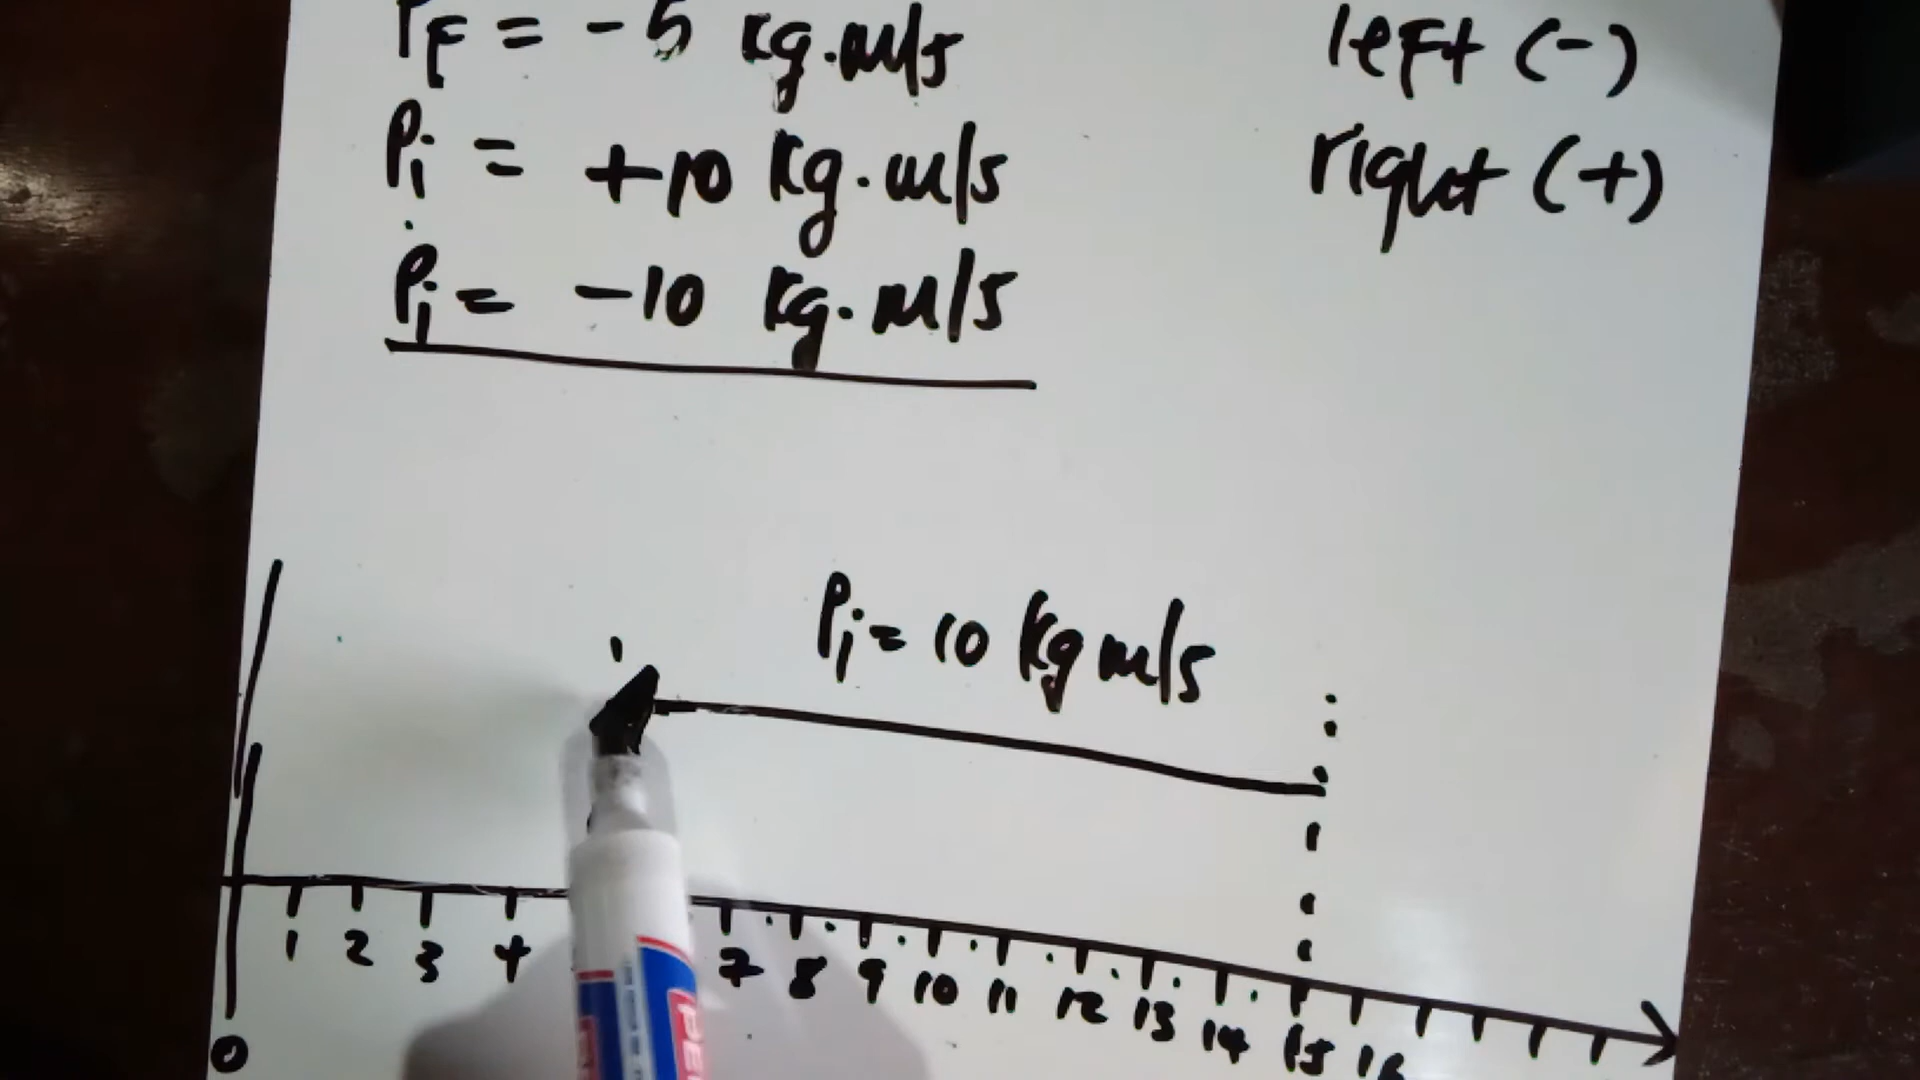 PF = -5 kg.m/s
left (-)
Pi = +10 kg.m/s
right (+)
Pi = -10 kg.m/s
Pi = 10 kg m/s
0 1 2 3 4 7 8 9 10 11 12 13 14 15 16